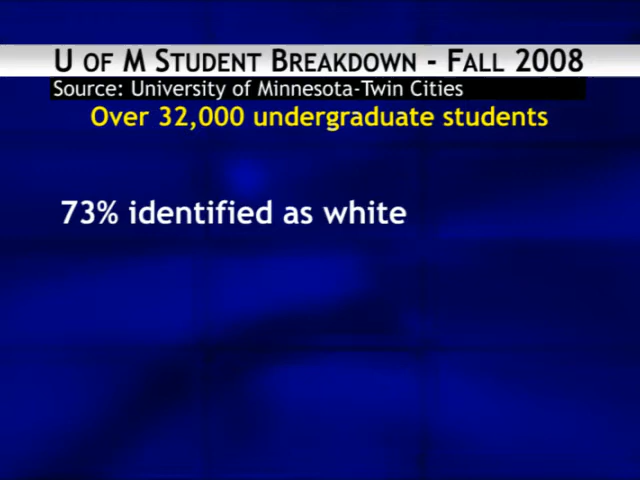 U OF M STUDENT BREAKDOWN - FALL 2008
Source: University of Minnesota-Twin Cities
Over 32,000 undergraduate students
73% identified as white